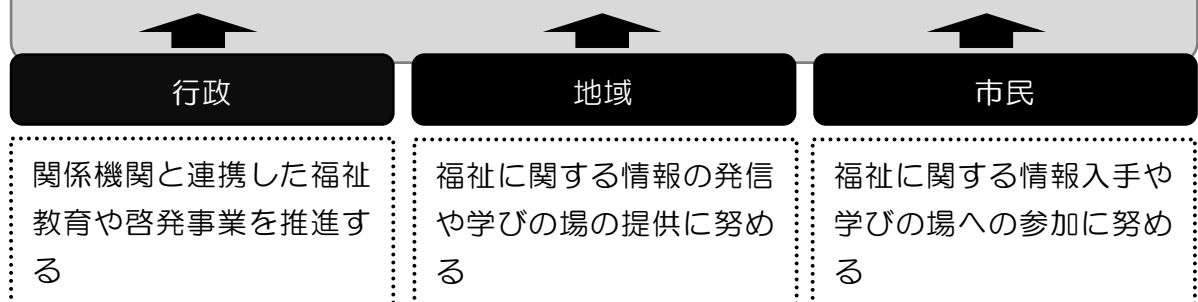 行政
関係機関と連携した福祉
教育や啓発事業を推進す
る
地域
福祉に関する情報の発信
や学びの場の提供に努め
る
市民
福祉に関する情報入手や
学びの場への参加に努め
る